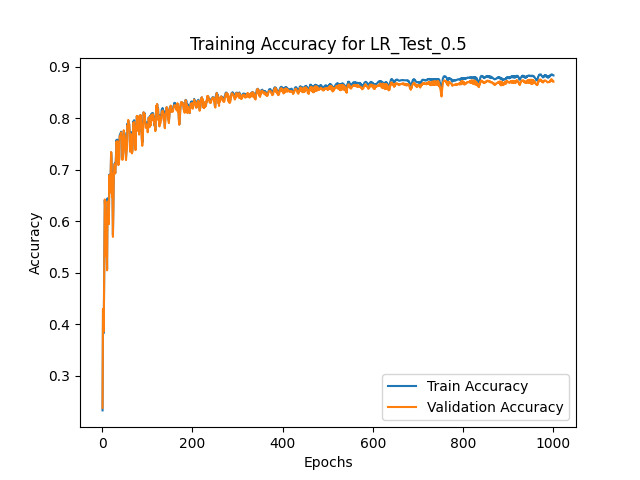 Training Accuracy for LR_Test_0.5
Accuracy
0.9
0.8
0.7
0.6
0.5
0.4
0.3
0 200 400 600 800 1000
Epochs
Train Accuracy
Validation Accuracy